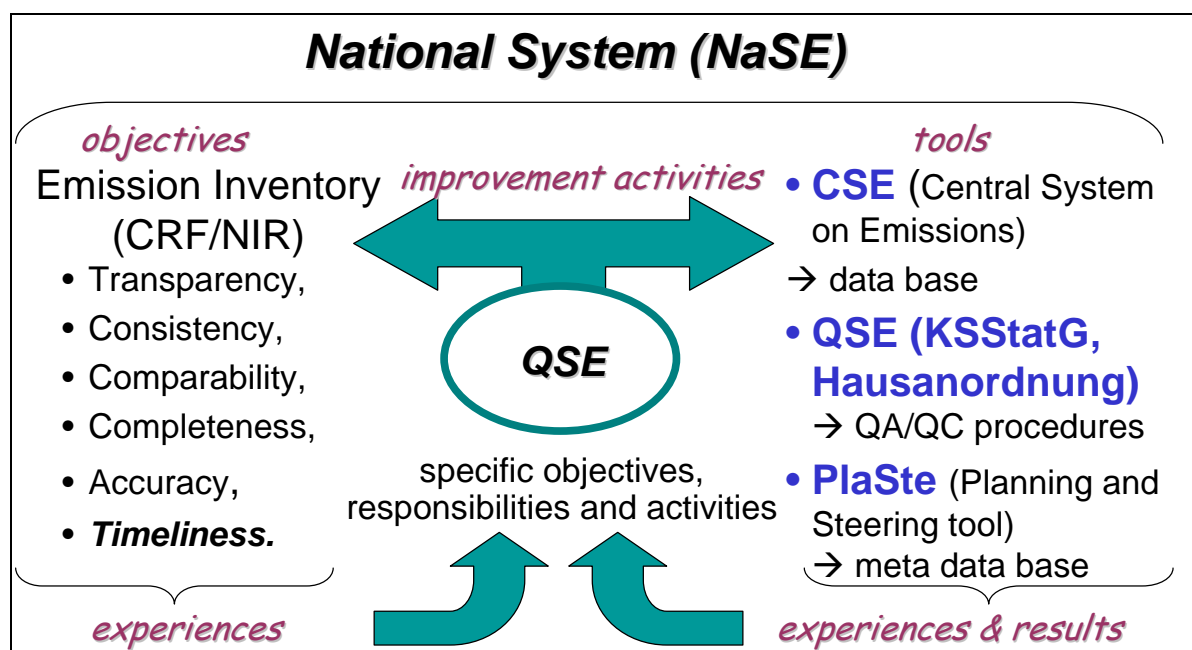 National System (NaSE)
objectives
Emission Inventory
(CRF/NIR)
• Transparency,
• Consistency,
• Comparability,
• Completeness,
• Accuracy,
• Timeliness.
experiences
improvement activities
QSE
specific objectives,
responsibilities and activities
tools
• CSE (Central System
on Emissions)
→ data base
• QSE (KSStatG,
Hausanordnung)
→ QA/QC procedures
• PlaSte (Planning and
Steering tool)
→ meta data base
experiences & results